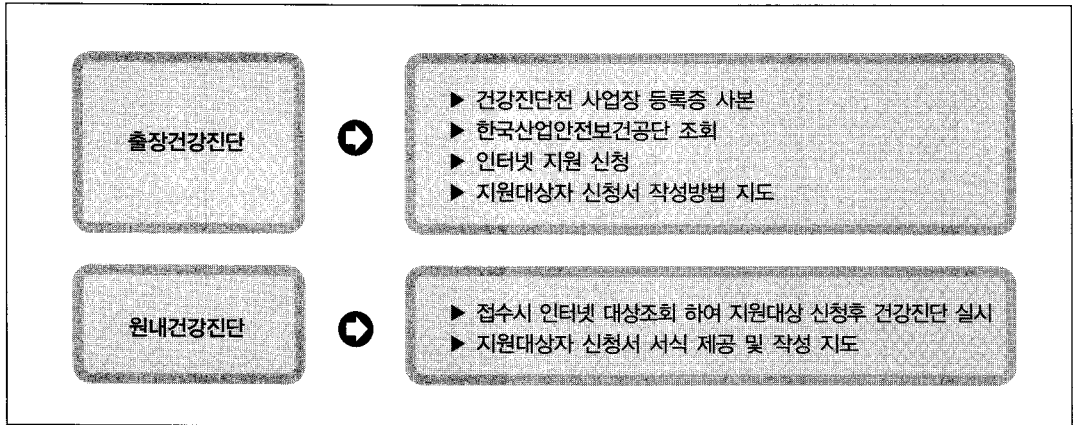 출장건강진단
▶ 건강진단전 사업장 등록증 사본
▶ 한국산업안전보건공단 조회
▶ 인터넷 지원 신청
▶ 지원대상자 신청서 작성방법 지도
원내건강진단
▶ 접수시 인터넷 대상조회 하여 지원대상 신청후 건강진단 실시
▶ 지원대상자 신청서 서식 제공 및 작성 지도